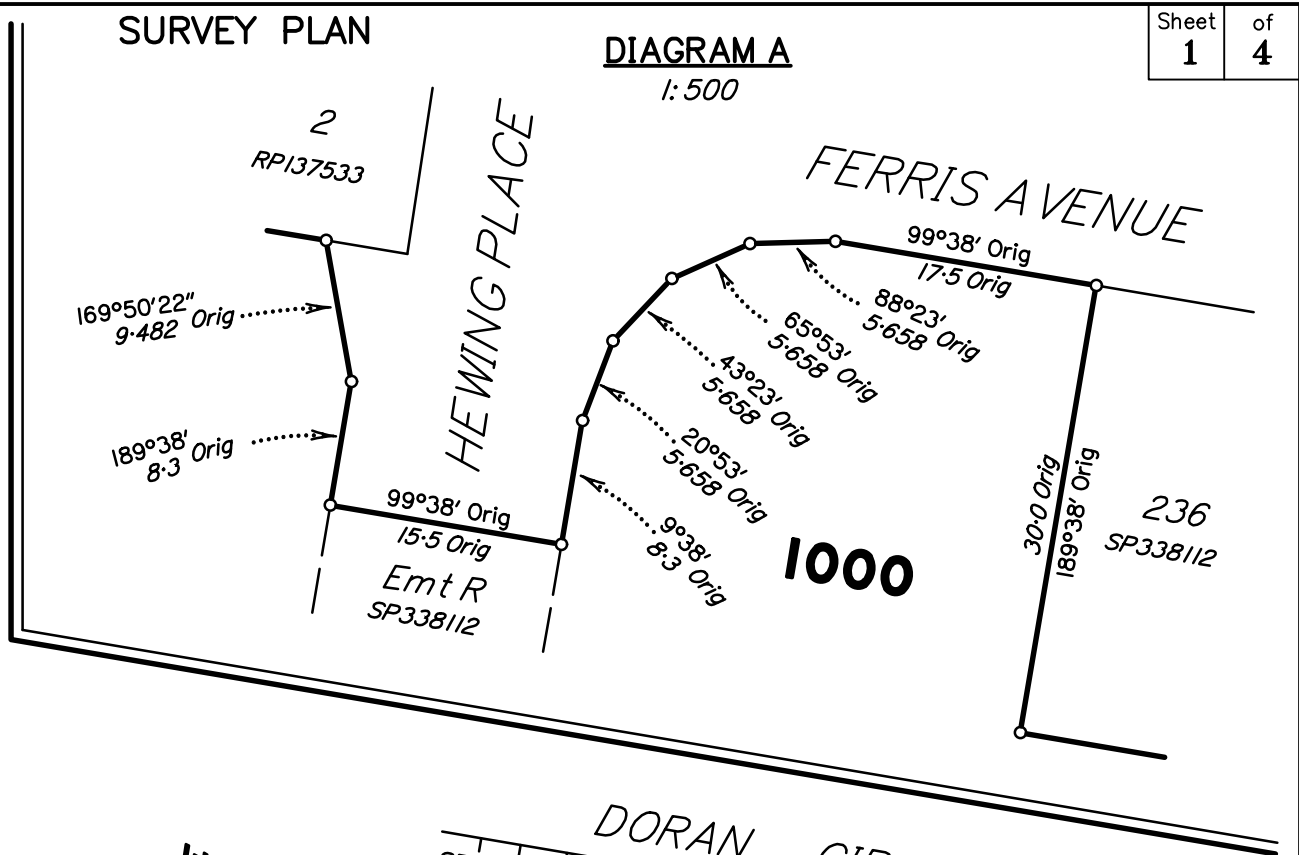 SURVEY PLAN
DIAGRAM A
1:500
Sheet of
1 4
2
RP137533
HEWING PLACE
FERRIS AVENUE
99°38' Orig
17·5 Orig
169°50'22"
9·482 Orig
88°23'
5·658 Orig
65°53'
5·658 Orig
43°23'
5·658 Orig
20°53'
5·658 Orig
9°38'
8·3 Orig
189°38'
8·3 Orig
99°38' Orig
15·5 Orig
Emt R
SP338112
1000
30·0 Orig
189°38' Orig
236
SP338112
DORAN